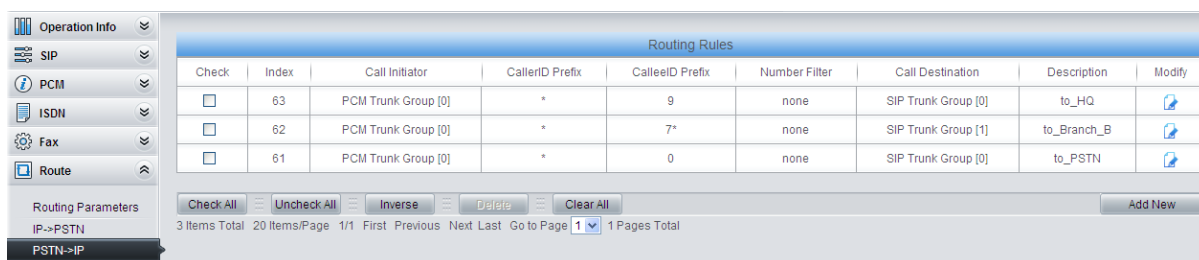 Operation Info
SIP
PCM
ISDN
Fax
Route
Routing Parameters
IP->PSTN
PSTN->IP
Routing Rules
Check Index Call Initiator CallerID Prefix CalleeID Prefix Number Filter Call Destination Description Modify
63 PCM Trunk Group [0] * 9 none SIP Trunk Group [0] to_HQ
62 PCM Trunk Group [0] * 7* none SIP Trunk Group [1] to_Branch_B
61 PCM Trunk Group [0] * 0 none SIP Trunk Group [0] to_PSTN
Check All Uncheck All Inverse Delete Clear All Add New
3 Items Total 20 Items/Page 1/1 First Previous Next Last Go to Page 1 1 Pages Total